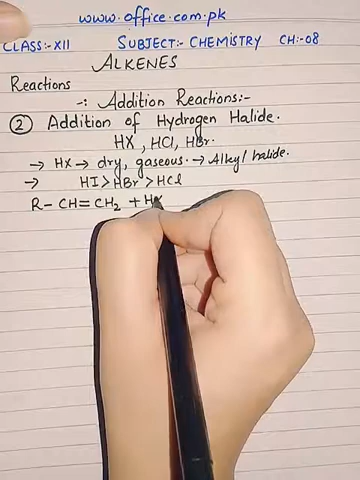 www.office.com.pk
CLASS:-XII SUBJECT:- CHEMISTRY CH:-08
ALKENES
Reactions
-: Addition Reactions:-
② Addition of Hydrogen Halide.
HX, HCl, HBr.
→ HX → dry, gaseous. → Alkyl halide.
→ HI > HBr > HCl
R- CH = CH₂ + H